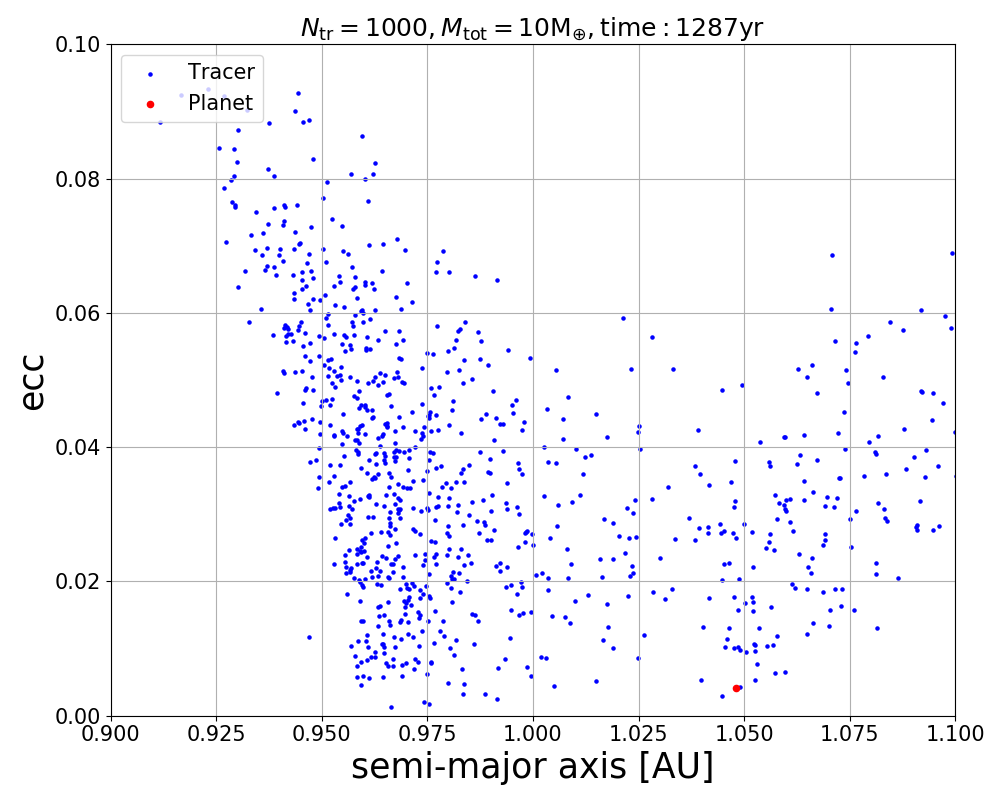 N_tr = 1000, M_tot = 10M_⊕, time : 1287yr
0.10
0.08
0.06
0.04
0.02
0.00
ecc
Tracer
Planet
0.900 0.925 0.950 0.975 1.000 1.025 1.050 1.075 1.100
semi-major axis [AU]